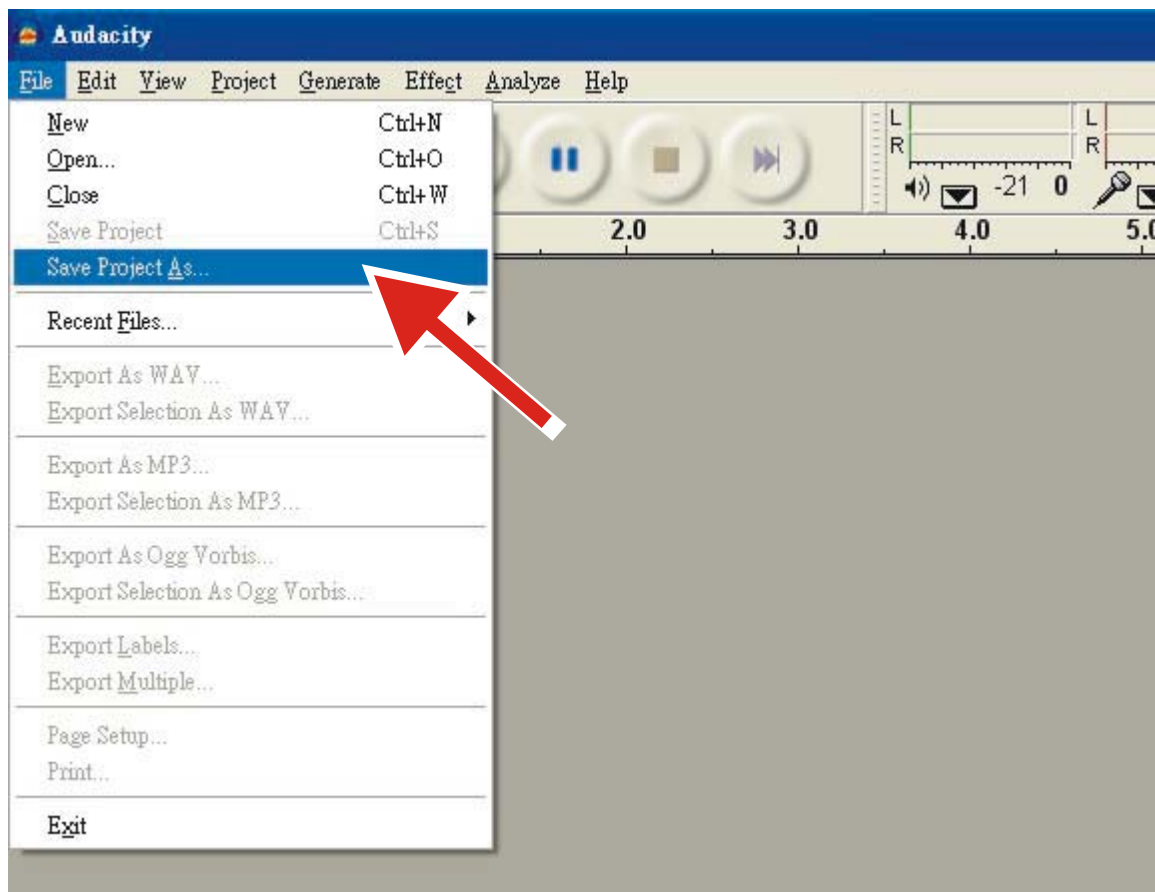 Audacity
File Edit View Project Generate Effect Analyze Help
New Ctrl+N
Open... Ctrl+O
Close Ctrl+W
Save Project Ctrl+S
Save Project As...
Recent Files...
Export As WAV...
Export Selection As WAV...
Export As MP3...
Export Selection As MP3...
Export As Ogg Vorbis...
Export Selection As Ogg Vorbis...
Export Labels...
Export Multiple...
Page Setup...
Print...
Exit
L L
R R
-21 0
2.0 3.0 4.0 5.0